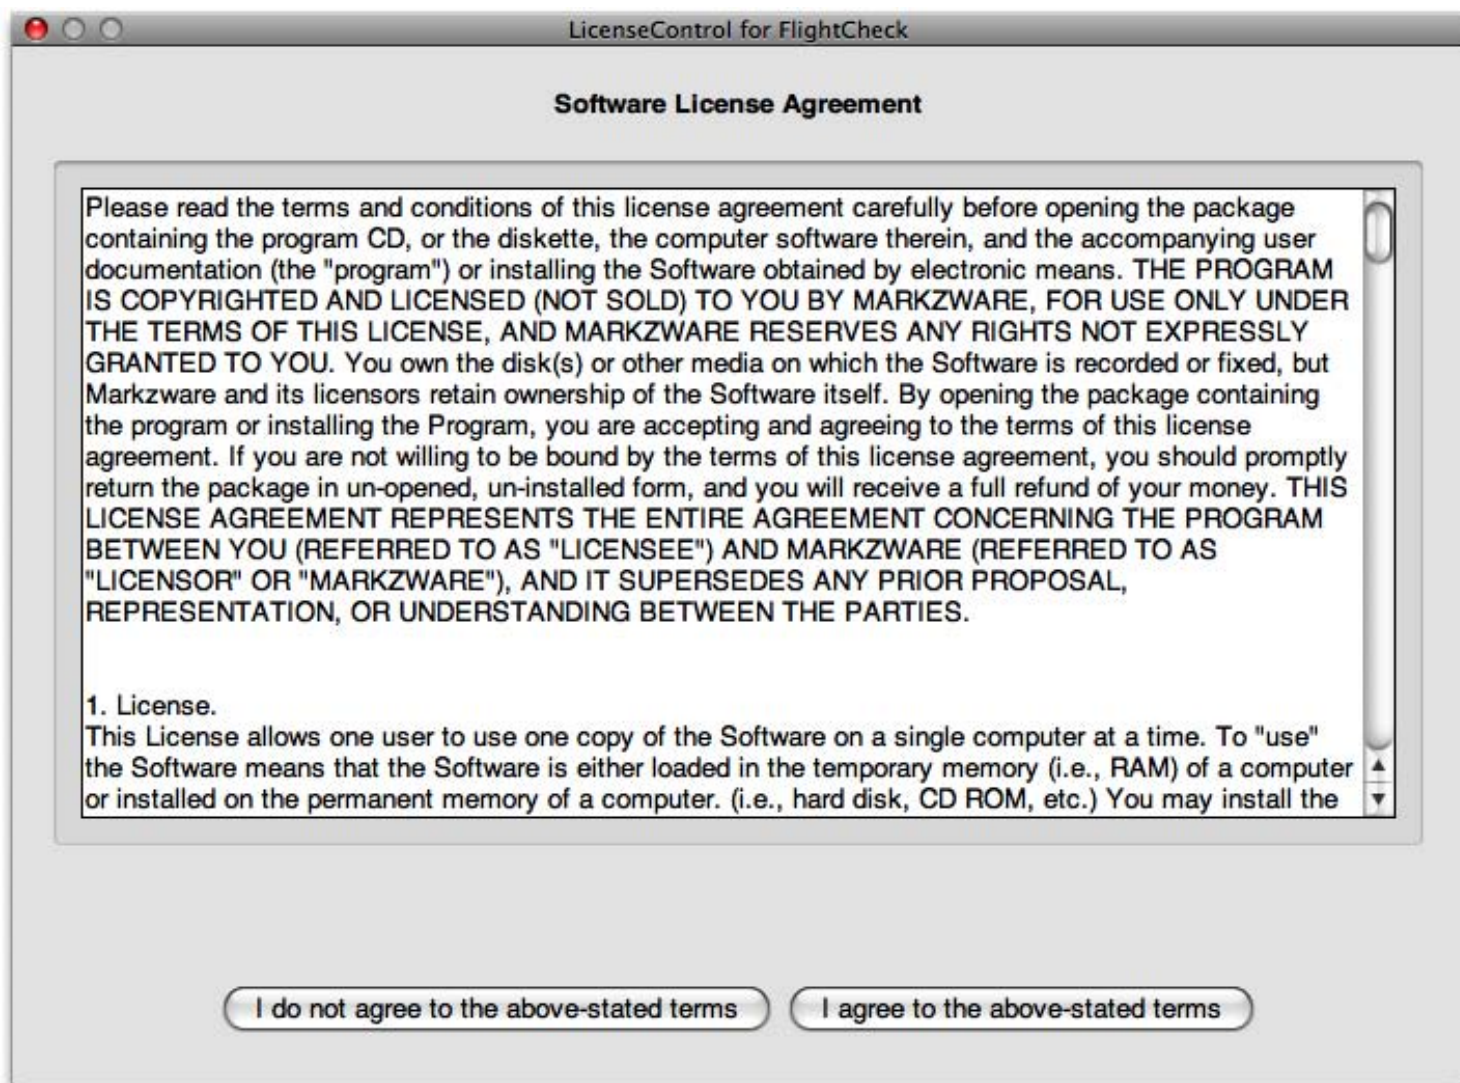 LicenseControl for FlightCheck
Software License Agreement
Please read the terms and conditions of this license agreement carefully before opening the package
containing the program CD, or the diskette, the computer software therein, and the accompanying user
documentation (the "program") or installing the Software obtained by electronic means. THE PROGRAM
IS COPYRIGHTED AND LICENSED (NOT SOLD) TO YOU BY MARKZWARE, FOR USE ONLY UNDER
THE TERMS OF THIS LICENSE, AND MARKZWARE RESERVES ANY RIGHTS NOT EXPRESSLY
GRANTED TO YOU. You own the disk(s) or other media on which the Software is recorded or fixed, but
Markzware and its licensors retain ownership of the Software itself. By opening the package containing
the program or installing the Program, you are accepting and agreeing to the terms of this license
agreement. If you are not willing to be bound by the terms of this license agreement, you should promptly
return the package in un-opened, un-installed form, and you will receive a full refund of your money. THIS
LICENSE AGREEMENT REPRESENTS THE ENTIRE AGREEMENT CONCERNING THE PROGRAM
BETWEEN YOU (REFERRED TO AS "LICENSEE") AND MARKZWARE (REFERRED TO AS
"LICENSOR" OR "MARKZWARE"), AND IT SUPERSEDES ANY PRIOR PROPOSAL,
REPRESENTATION, OR UNDERSTANDING BETWEEN THE PARTIES.
1. License.
This License allows one user to use one copy of the Software on a single computer at a time. To "use"
the Software means that the Software is either loaded in the temporary memory (i.e., RAM) of a computer
or installed on the permanent memory of a computer. (i.e., hard disk, CD ROM, etc.) You may install the
I do not agree to the above-stated terms
I agree to the above-stated terms